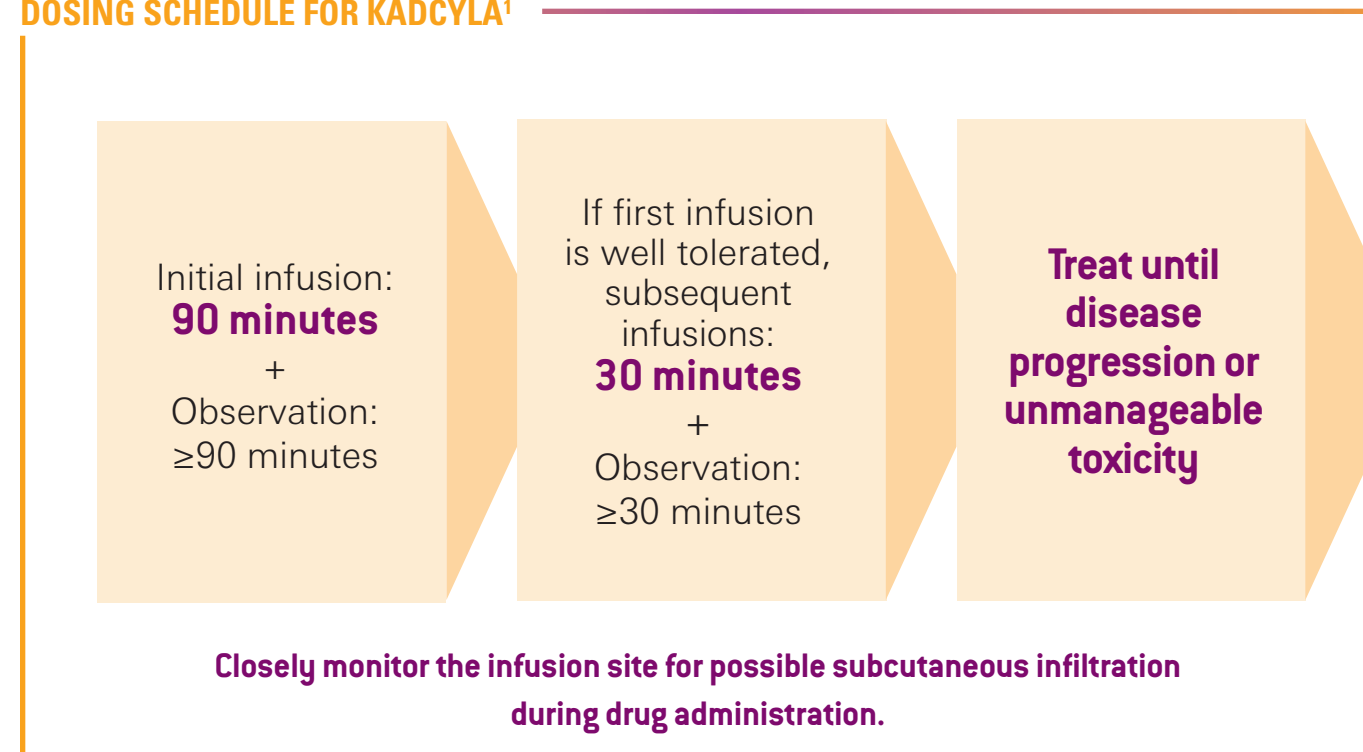 DOSING SCHEDULE FOR KADCYLA¹
Initial infusion:
90 minutes
+
Observation:
≥90 minutes
If first infusion
is well tolerated,
subsequent
infusions:
30 minutes
+
Observation:
≥30 minutes
Treat until
disease
progression or
unmanageable
toxicity
Closely monitor the infusion site for possible subcutaneous infiltration
during drug administration.